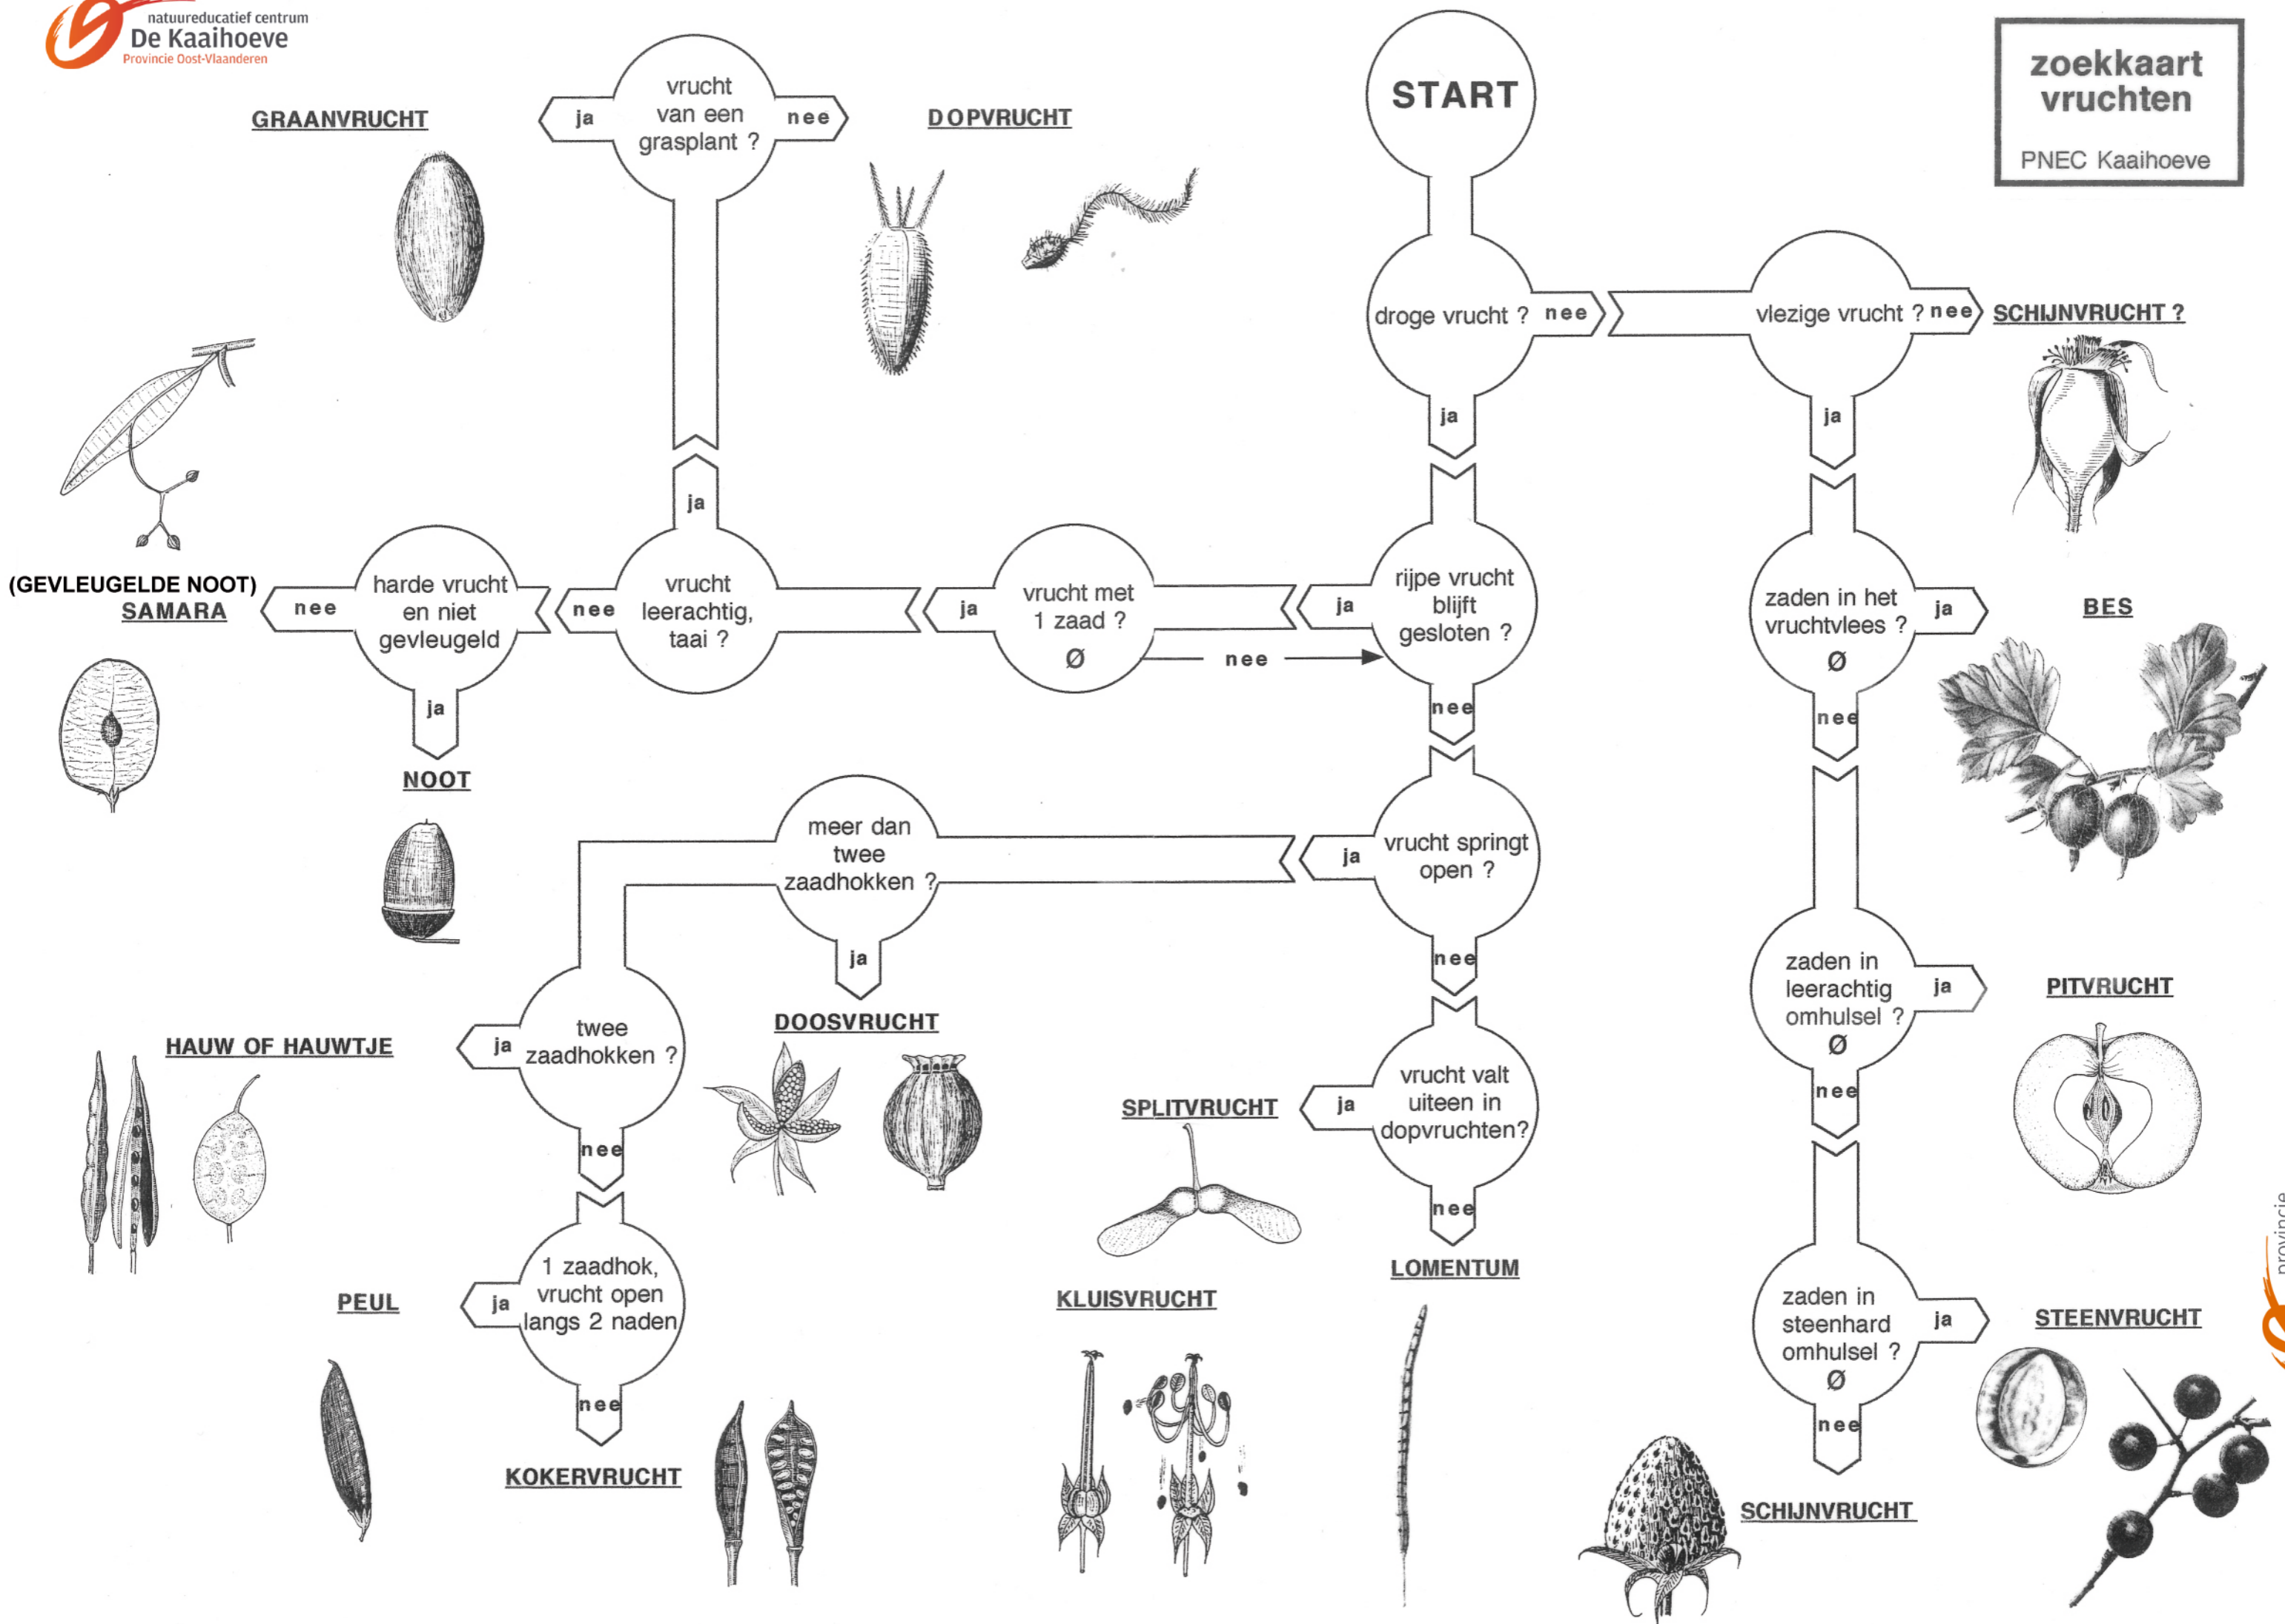 natuureducatief centrum
De Kaaihoeve
Provincie Oost-Vlaanderen
zoekkaart
vruchten
PNEC Kaaihoeve
START
droge vrucht ?
nee
ja
vlezige vrucht ?
nee
ja
SCHIJNVRUCHT ?
vrucht
van een
grasplant ?
ja
nee
GRAANVRUCHT
DOPVRUCHT
ja
(GEVLEUGELDE NOOT)
SAMARA
nee
harde vrucht
en niet
gevleugeld
ja
nee
vrucht
leerachtig,
taai ?
ja
vrucht met
1 zaad ?
Ø
nee
ja
rijpe vrucht
blijft
gesloten ?
nee
zaden in het
vruchtvlees ?
Ø
ja
nee
BES
NOOT
meer dan
twee
zaadhokken ?
ja
ja
vrucht springt
open ?
nee
zaden in
leerachtig
omhulsel ?
Ø
ja
nee
PITVRUCHT
HAUW OF HAUWTJE
ja
twee
zaadhokken ?
nee
DOOSVRUCHT
SPLITVRUCHT
ja
vrucht valt
uiteen in
dopvruchten?
nee
LOMENTUM
PEUL
ja
1 zaadhok,
vrucht open
langs 2 naden
nee
KOKERVRUCHT
KLUISVRUCHT
zaden in
steenhard
omhulsel ?
Ø
ja
nee
STEENVRUCHT
SCHIJNVRUCHT
provincie